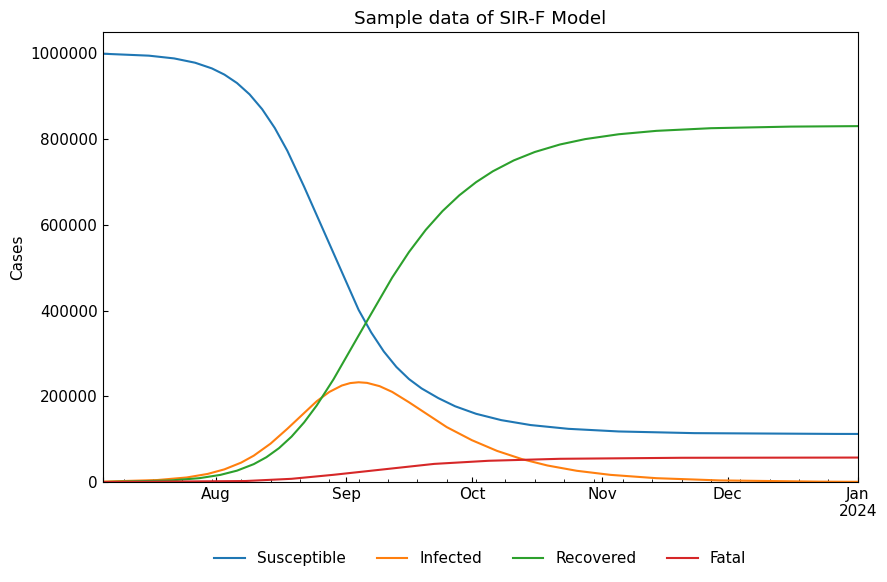 Sample data of SIR-F Model
1000000
800000
600000
400000
200000
0
Cases
Aug Sep Oct Nov Dec Jan
2024
Susceptible Infected Recovered Fatal